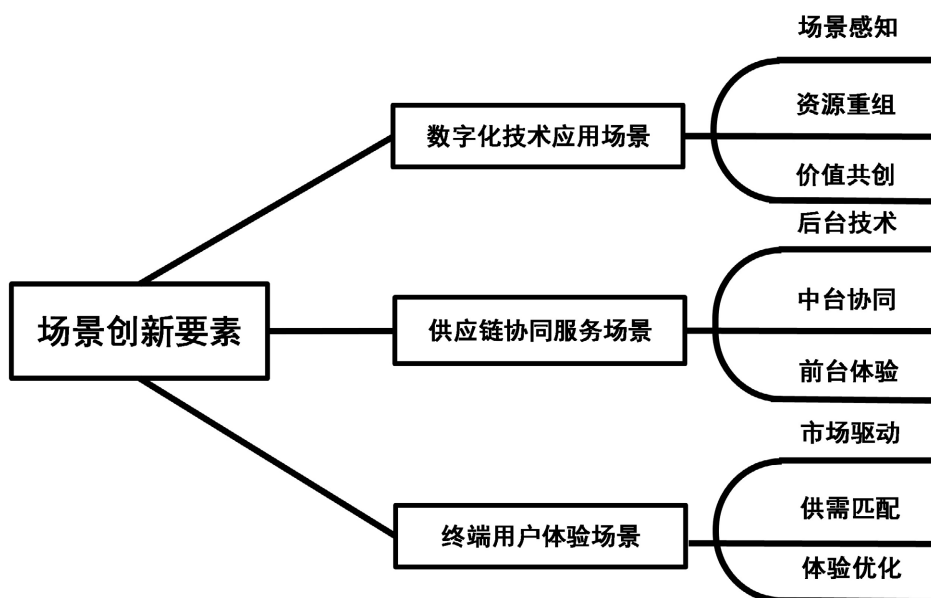 场景创新要素
数字化技术应用场景
场景感知
资源重组
价值共创
供应链协同服务场景
后台技术
中台协同
前台体验
终端用户体验场景
市场驱动
供需匹配
体验优化